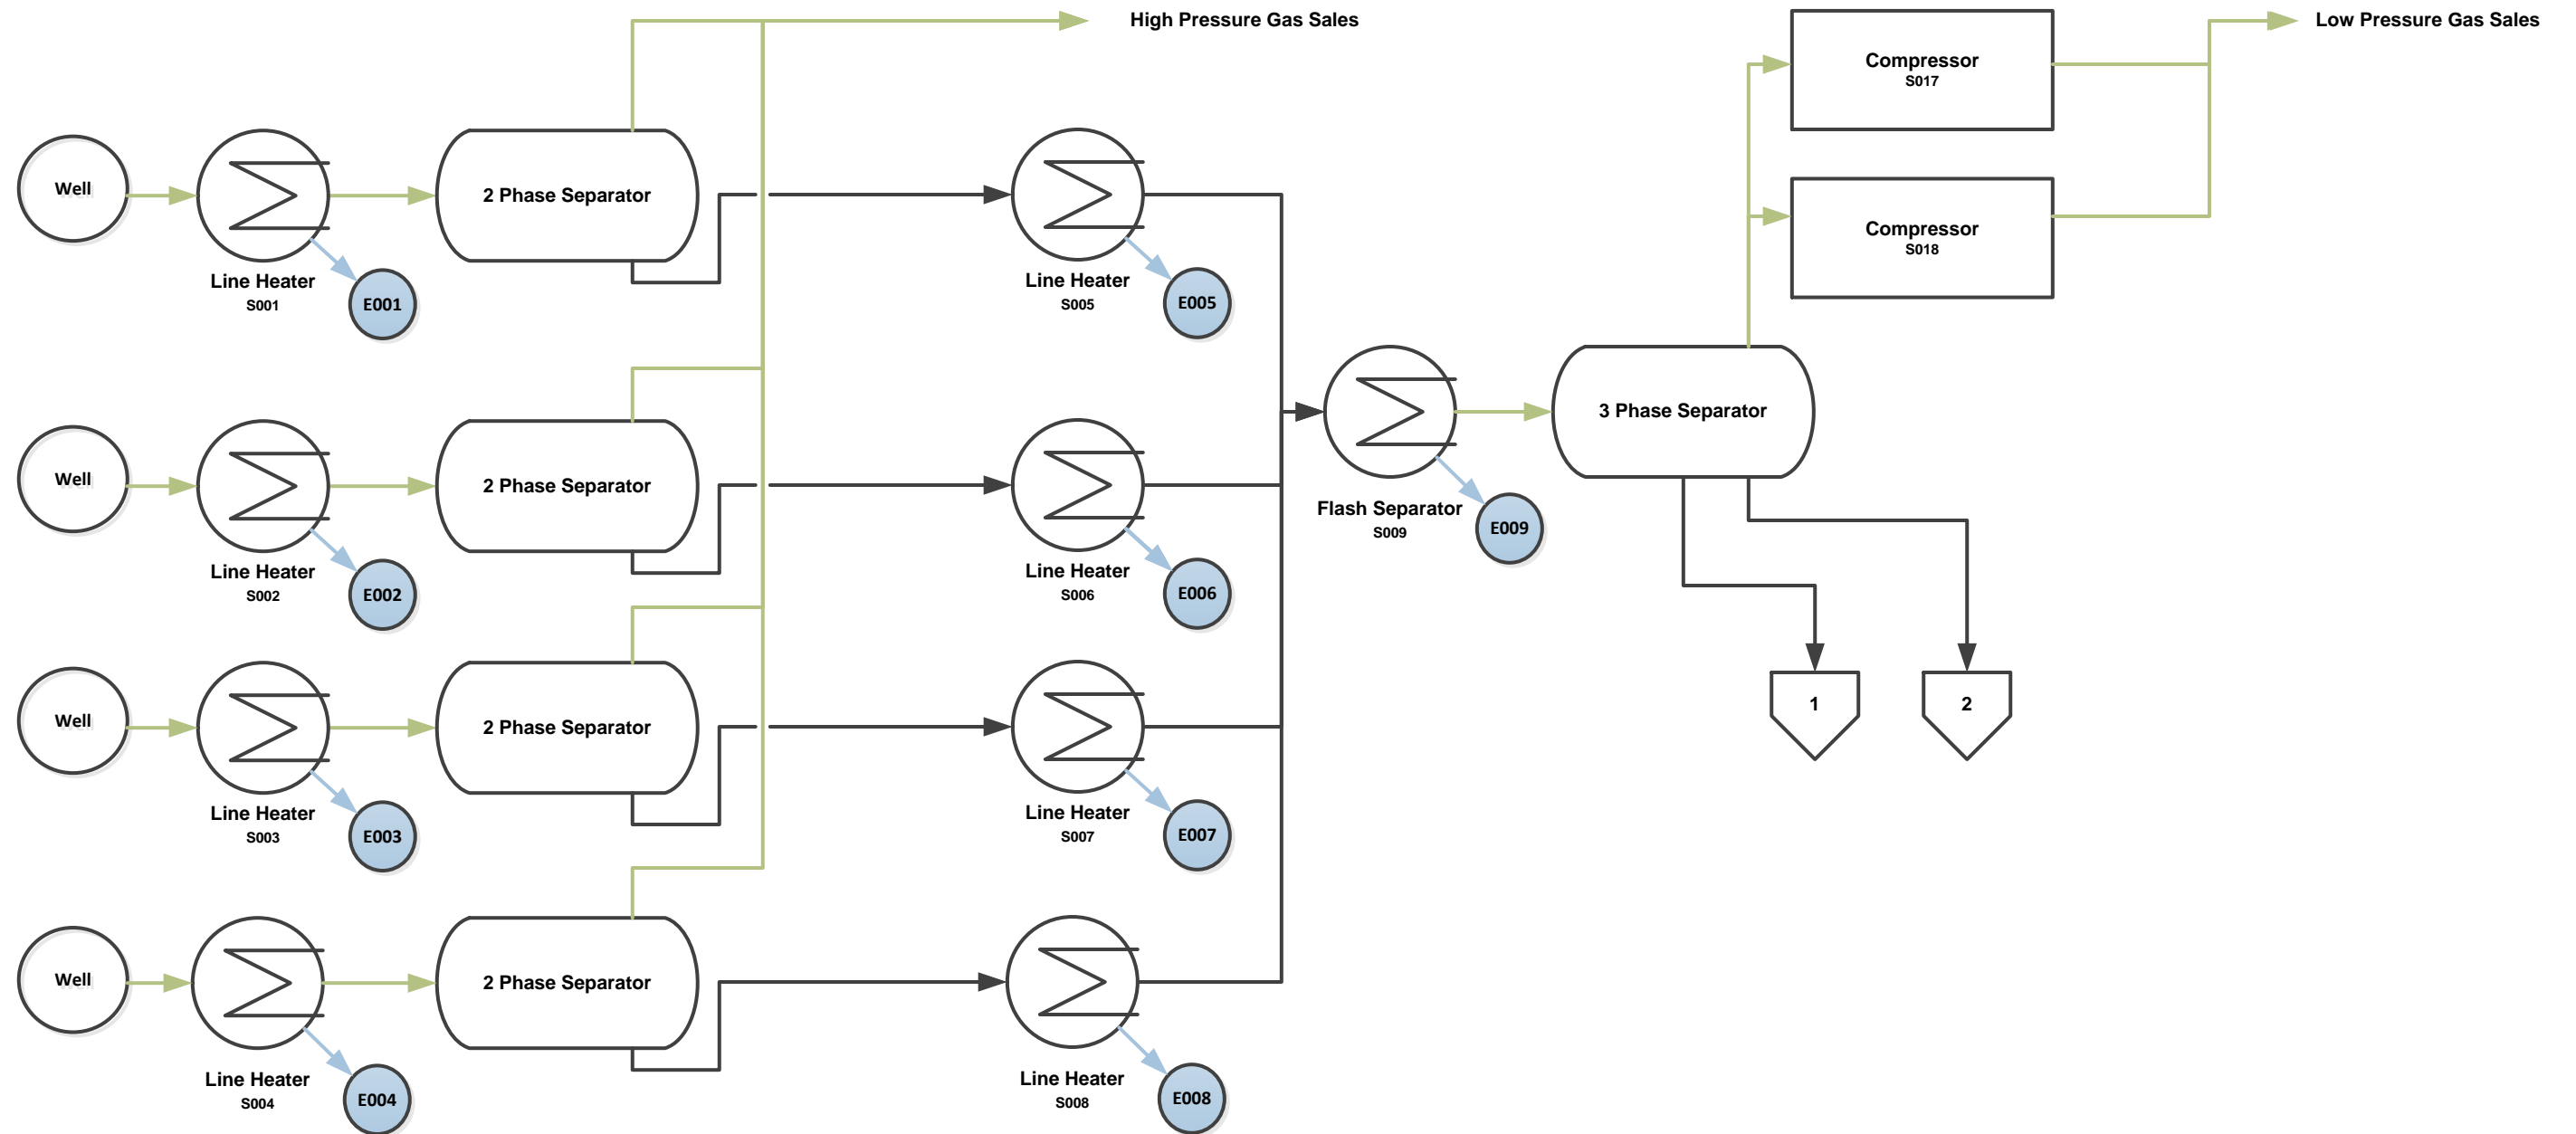 High Pressure Gas Sales
Low Pressure Gas Sales
Compressor
S017
Well
2 Phase Separator
Compressor
S018
Line Heater
S001
E001
Line Heater
S005
E005
Well
2 Phase Separator
3 Phase Separator
Flash Separator
S009
E009
Line Heater
S002
E002
Line Heater
S006
E006
Well
2 Phase Separator
1
2
Line Heater
S003
E003
Line Heater
S007
E007
Well
2 Phase Separator
Line Heater
S004
E004
Line Heater
S008
E008